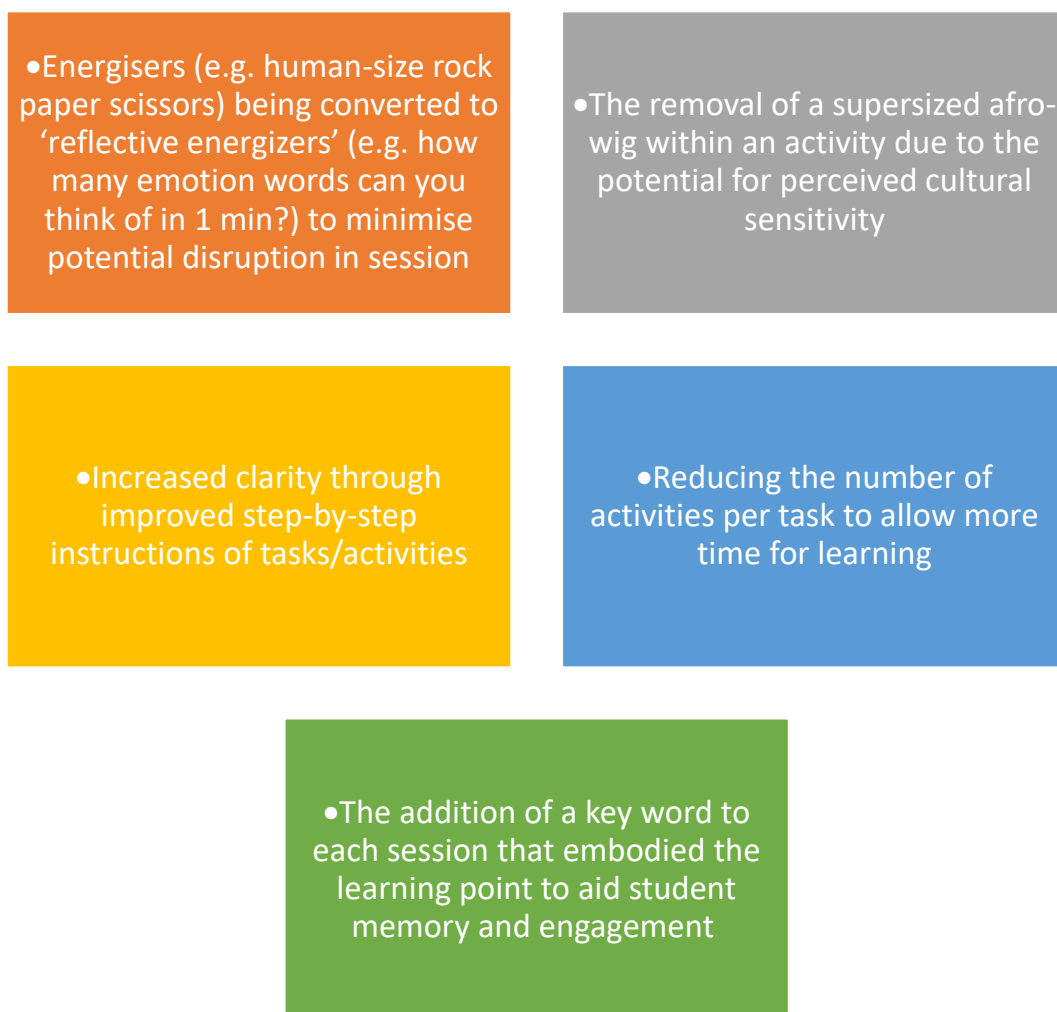 •Energisers (e.g. human-size rock
paper scissors) being converted to
‘reflective energizers’ (e.g. how
many emotion words can you
think of in 1 min?) to minimise
potential disruption in session
•The removal of a supersized afro-
wig within an activity due to the
potential for perceived cultural
sensitivity
•Increased clarity through
improved step-by-step
instructions of tasks/activities
•Reducing the number of
activities per task to allow more
time for learning
•The addition of a key word to
each session that embodied the
learning point to aid student
memory and engagement